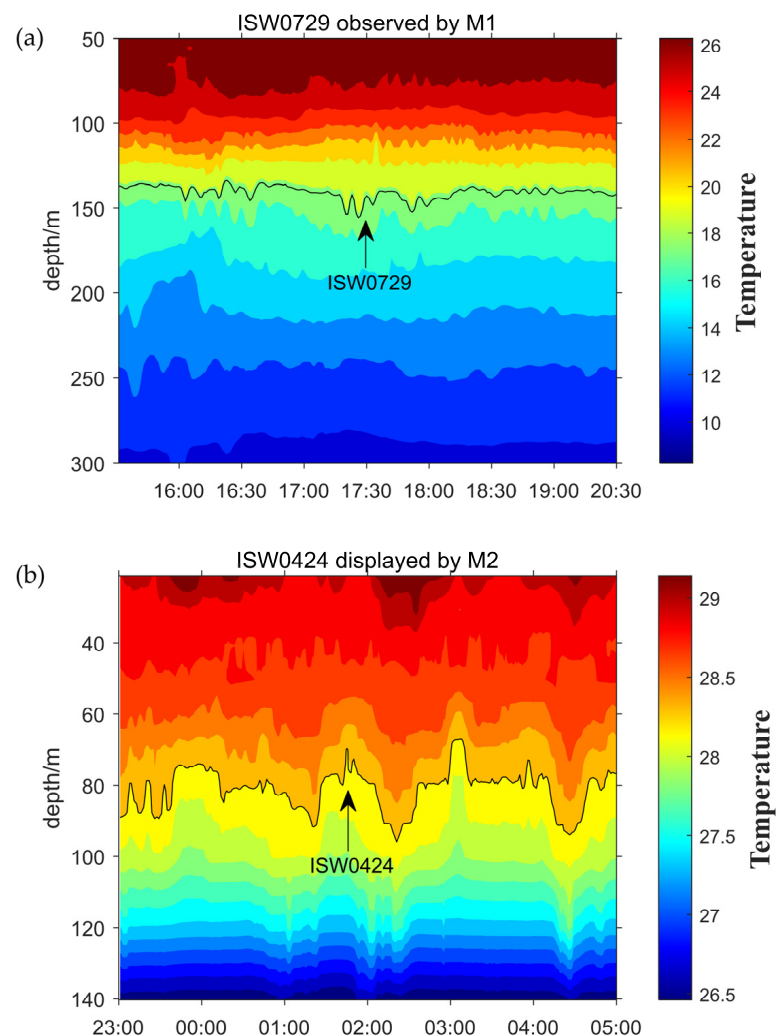 (a)
ISW0729 observed by M1
50
100
150
200
250
300
depth/m
ISW0729
16:00 16:30 17:00 17:30 18:00 18:30 19:00 20:30
26
24
22
20
18
16
14
12
10
Temperature
(b)
ISW0424 displayed by M2
40
60
80
100
120
140
depth/m
ISW0424
23:00 00:00 01:00 02:00 03:00 04:00 05:00
29
28.5
28
27.5
27
26.5
Temperature